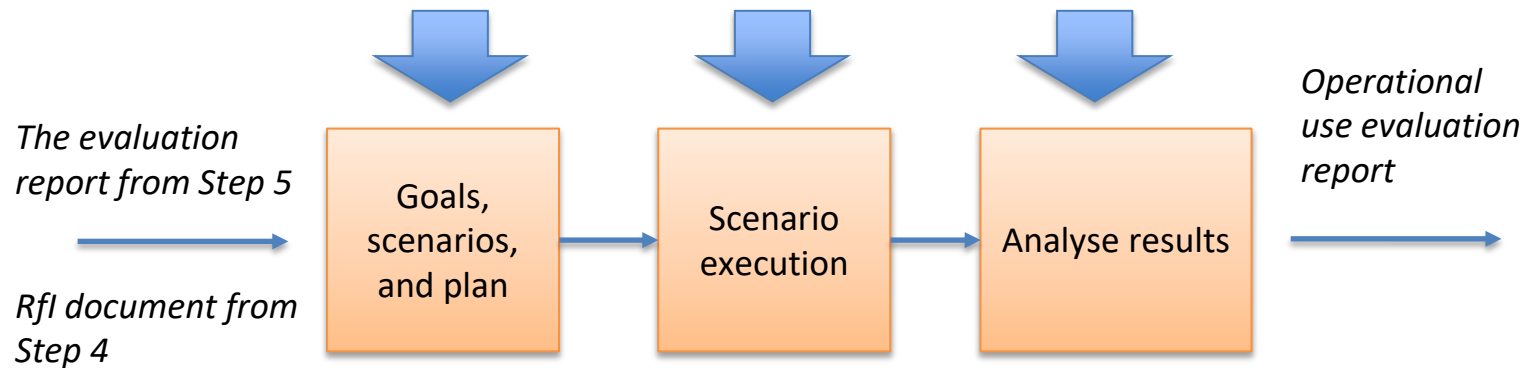 The evaluation
report from Step 5
RfI document from
Step 4
Goals,
scenarios,
and plan
Scenario
execution
Analyse results
Operational
use evaluation
report